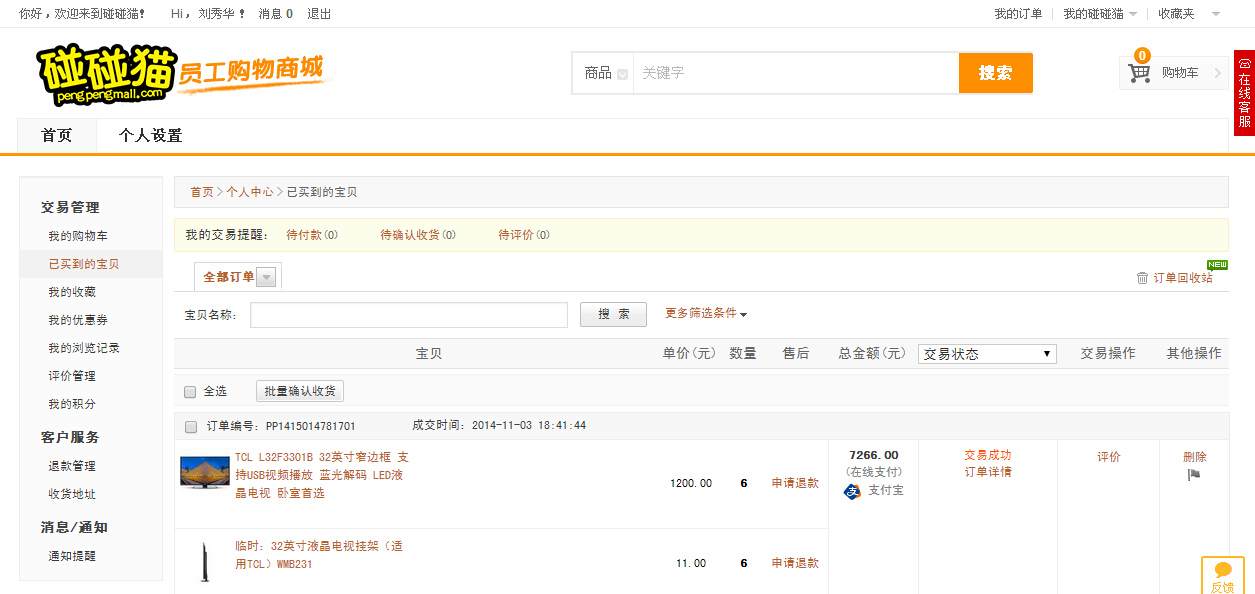 你好，欢迎来到碰碰猫！ Hi，刘秀华！ 消息 0 退出 我的订单 我的碰碰猫 收藏夹
碰碰猫 员工购物商城
pengpengmall.com
商品 关键字 搜索
0 购物车
在线客服
首页 个人设置
交易管理
我的购物车
已买到的宝贝
我的收藏
我的优惠券
我的浏览记录
评价管理
我的积分
客户服务
退款管理
收货地址
消息/通知
通知提醒
首页 > 个人中心 > 已买到的宝贝
我的交易提醒： 待付款(0) 待确认收货(0) 待评价(0)
全部订单 订单回收站 NEW
宝贝名称： 搜 索 更多筛选条件
宝贝 单价(元) 数量 售后 总金额(元) 交易状态 交易操作 其他操作
全选 批量确认收货
订单编号：PP1415014781701 成交时间：2014-11-03 18:41:44
TCL L32F3301B 32英寸窄边框 支
持USB视频播放 蓝光解码 LED液
晶电视 卧室首选
1200.00 6 申请退款
7266.00
(在线支付)
支 支付宝
交易成功
订单详情
评价
删除
临时：32英寸液晶电视挂架（适
用TCL）WMB231
11.00 6 申请退款
反馈